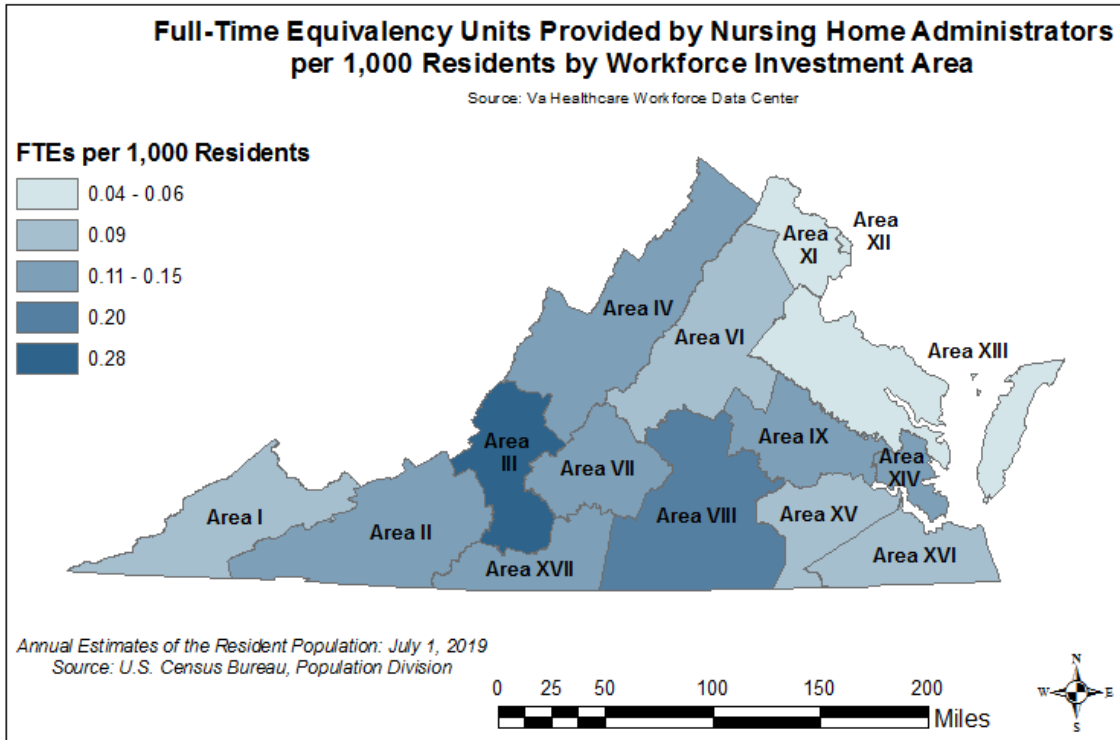 Full-Time Equivalency Units Provided by Nursing Home Administrators
per 1,000 Residents by Workforce Investment Area
Source: Va Healthcare Workforce Data Center
FTEs per 1,000 Residents
0.04 - 0.06
0.09
0.11 - 0.15
0.20
0.28
Area
XII
Area
XI
Area IV
Area VI
Area XIII
Area
III
Area IX
Area VII
Area
XIV
Area I
Area II
Area VIII
Area XV
Area XVI
Area XVII
Annual Estimates of the Resident Population: July 1, 2019
Source: U.S. Census Bureau, Population Division
0 25 50 100 150 200
Miles
N
W E
S